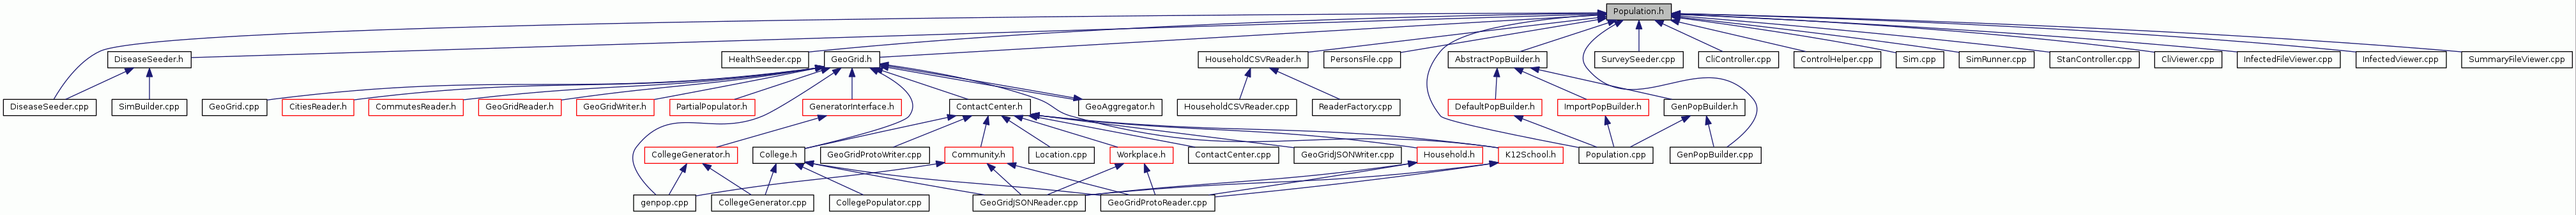 Population.h
DiseaseSeeder.h
HealthSeeder.cpp
GeoGrid.h
HouseholdCSVReader.h
PersonsFile.cpp
AbstractPopBuilder.h
SurveySeeder.cpp
CliController.cpp
ControlHelper.cpp
Sim.cpp
SimRunner.cpp
StanController.cpp
CliViewer.cpp
InfectedFileViewer.cpp
InfectedViewer.cpp
SummaryFileViewer.cpp
DiseaseSeeder.cpp
SimBuilder.cpp
GeoGrid.cpp
CitiesReader.h
CommutesReader.h
GeoGridReader.h
GeoGridWriter.h
PartialPopulator.h
GeneratorInterface.h
ContactCenter.h
GeoAggregator.h
HouseholdCSVReader.cpp
ReaderFactory.cpp
DefaultPopBuilder.h
ImportPopBuilder.h
GenPopBuilder.h
CollegeGenerator.h
College.h
GeoGridProtoWriter.cpp
Community.h
Location.cpp
Workplace.h
ContactCenter.cpp
GeoGridJSONWriter.cpp
Household.h
K12School.h
Population.cpp
GenPopBuilder.cpp
genpop.cpp
CollegeGenerator.cpp
CollegePopulator.cpp
GeoGridJSONReader.cpp
GeoGridProtoReader.cpp